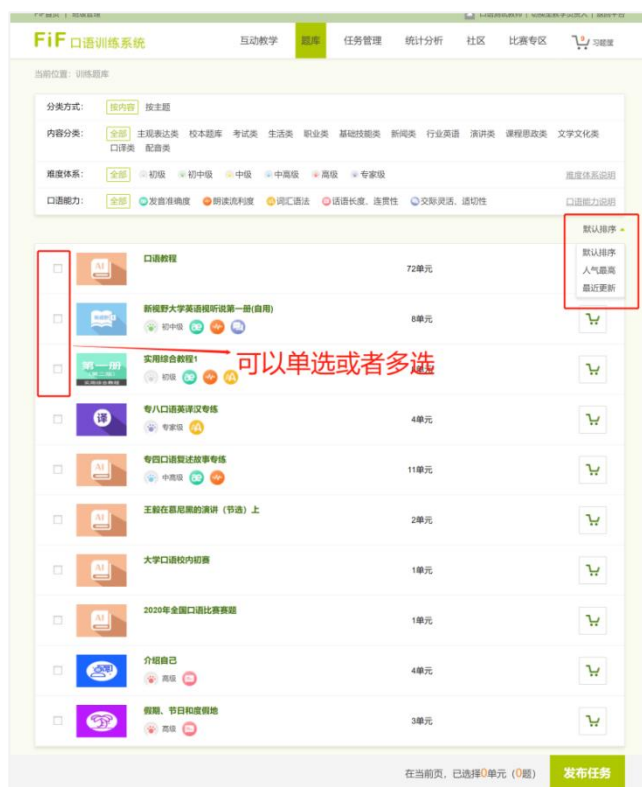 FiF 口语训练系统
互动教学 题库 任务管理 统计分析 社区 比赛专区 习题筐
当前位置：训练题库
分类方式： 按内容 按主题
内容分类： 全部 主观表达类 校本题库 考试类 生活类 职业类 基础技能类 新闻类 行业英语 演讲类 课程思政类 文学文化类
口译类 配音类
难度体系： 全部 初级 初中级 中级 中高级 高级 专家级 难度体系说明
口语能力： 全部 发音准确度 朗读流利度 词汇语法 话语长度、连贯性 交际灵活、适切性 口语能力说明
默认排序
默认排序
人气最高
最近更新
口语教程
72单元
新视野大学英语视听说第一册(自用)
初中级
8单元
实用综合教程1
第一册
初级
可以单选或者多选
专八口语英译汉专练
译
专家级
4单元
专四口语复述故事专练
AI
中高级
11单元
王毅在慕尼黑的演讲（节选）上
AI
2单元
大学口语校内初赛
AI
1单元
2020年全国口语比赛赛题
AI
1单元
介绍自己
高级
4单元
假期、节日和度假地
高级
3单元
在当前页，已选择0单元（0题） 发布任务